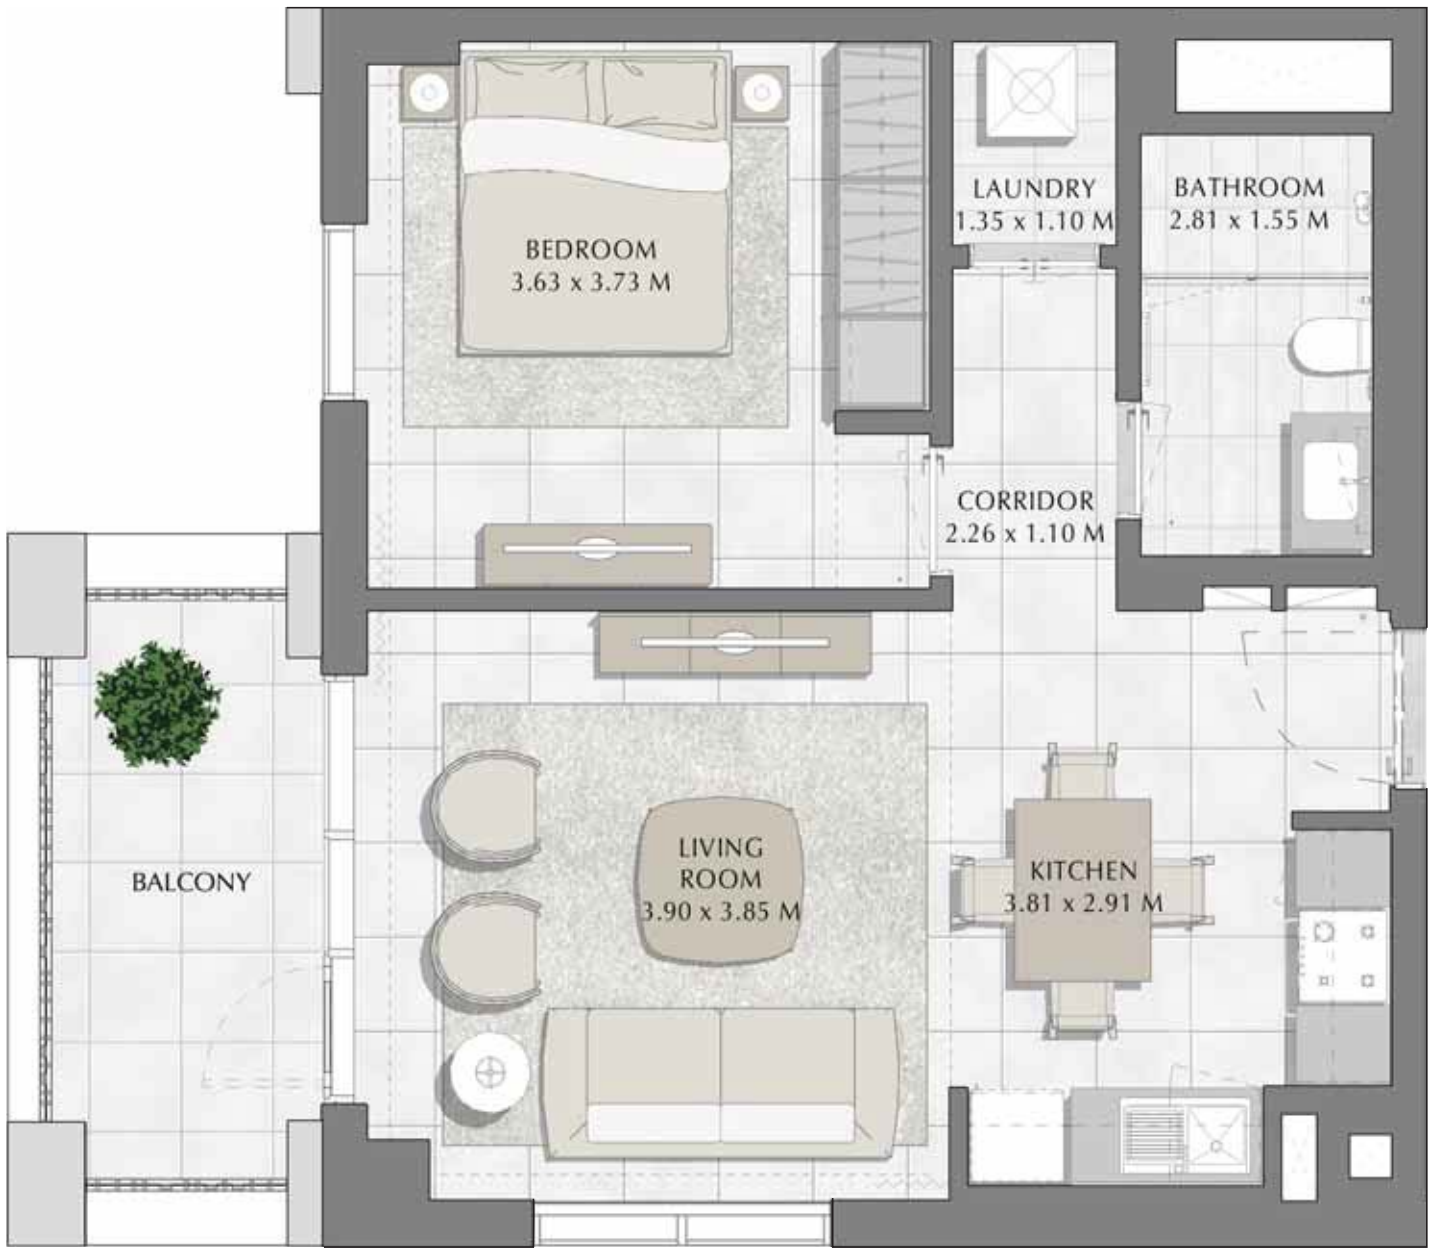 BEDROOM
3.63 x 3.73 M
LAUNDRY
1.35 x 1.10 M
BATHROOM
2.81 x 1.55 M
CORRIDOR
2.26 x 1.10 M
BALCONY
LIVING
ROOM
3.90 x 3.85 M
KITCHEN
3.81 x 2.91 M